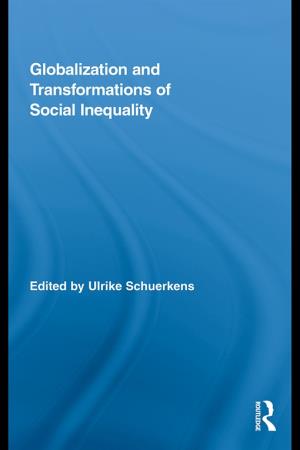 Globalization and
Transformations of
Social Inequality
Edited by Ulrike Schuerkens
ROUTLEDGE